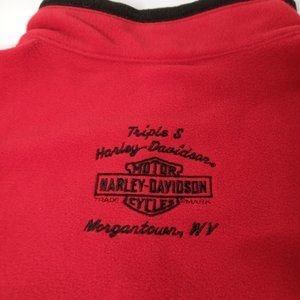 Triple S
Harley-Davidson®
MOTOR
HARLEY-DAVIDSON
CYCLES
TRADE MARK
Morgantown, WV